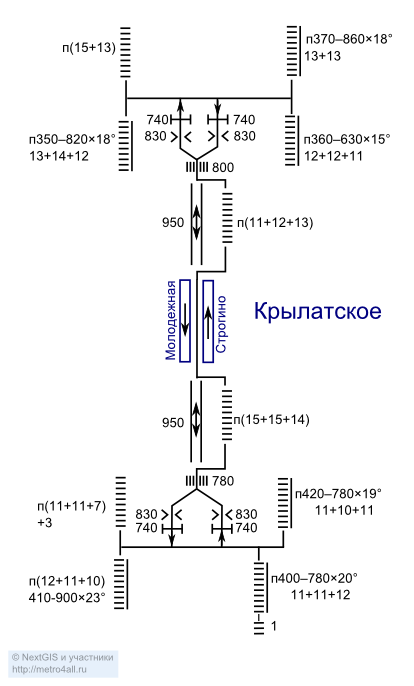 п(15+13)
п370–860×18°
13+13
740
740
830
830
п350–820×18°
13+14+12
п360–630×15°
12+12+11
800
950
п(11+12+13)
Молодежная
Строгино
Крылатское
950
п(15+15+14)
780
п(11+11+7)
+3
830
830
740
740
п420–780×19°
11+10+11
п(12+11+10)
410-900×23°
п400–780×20°
11+11+12
1
© NextGIS и участники
http://metro4all.ru